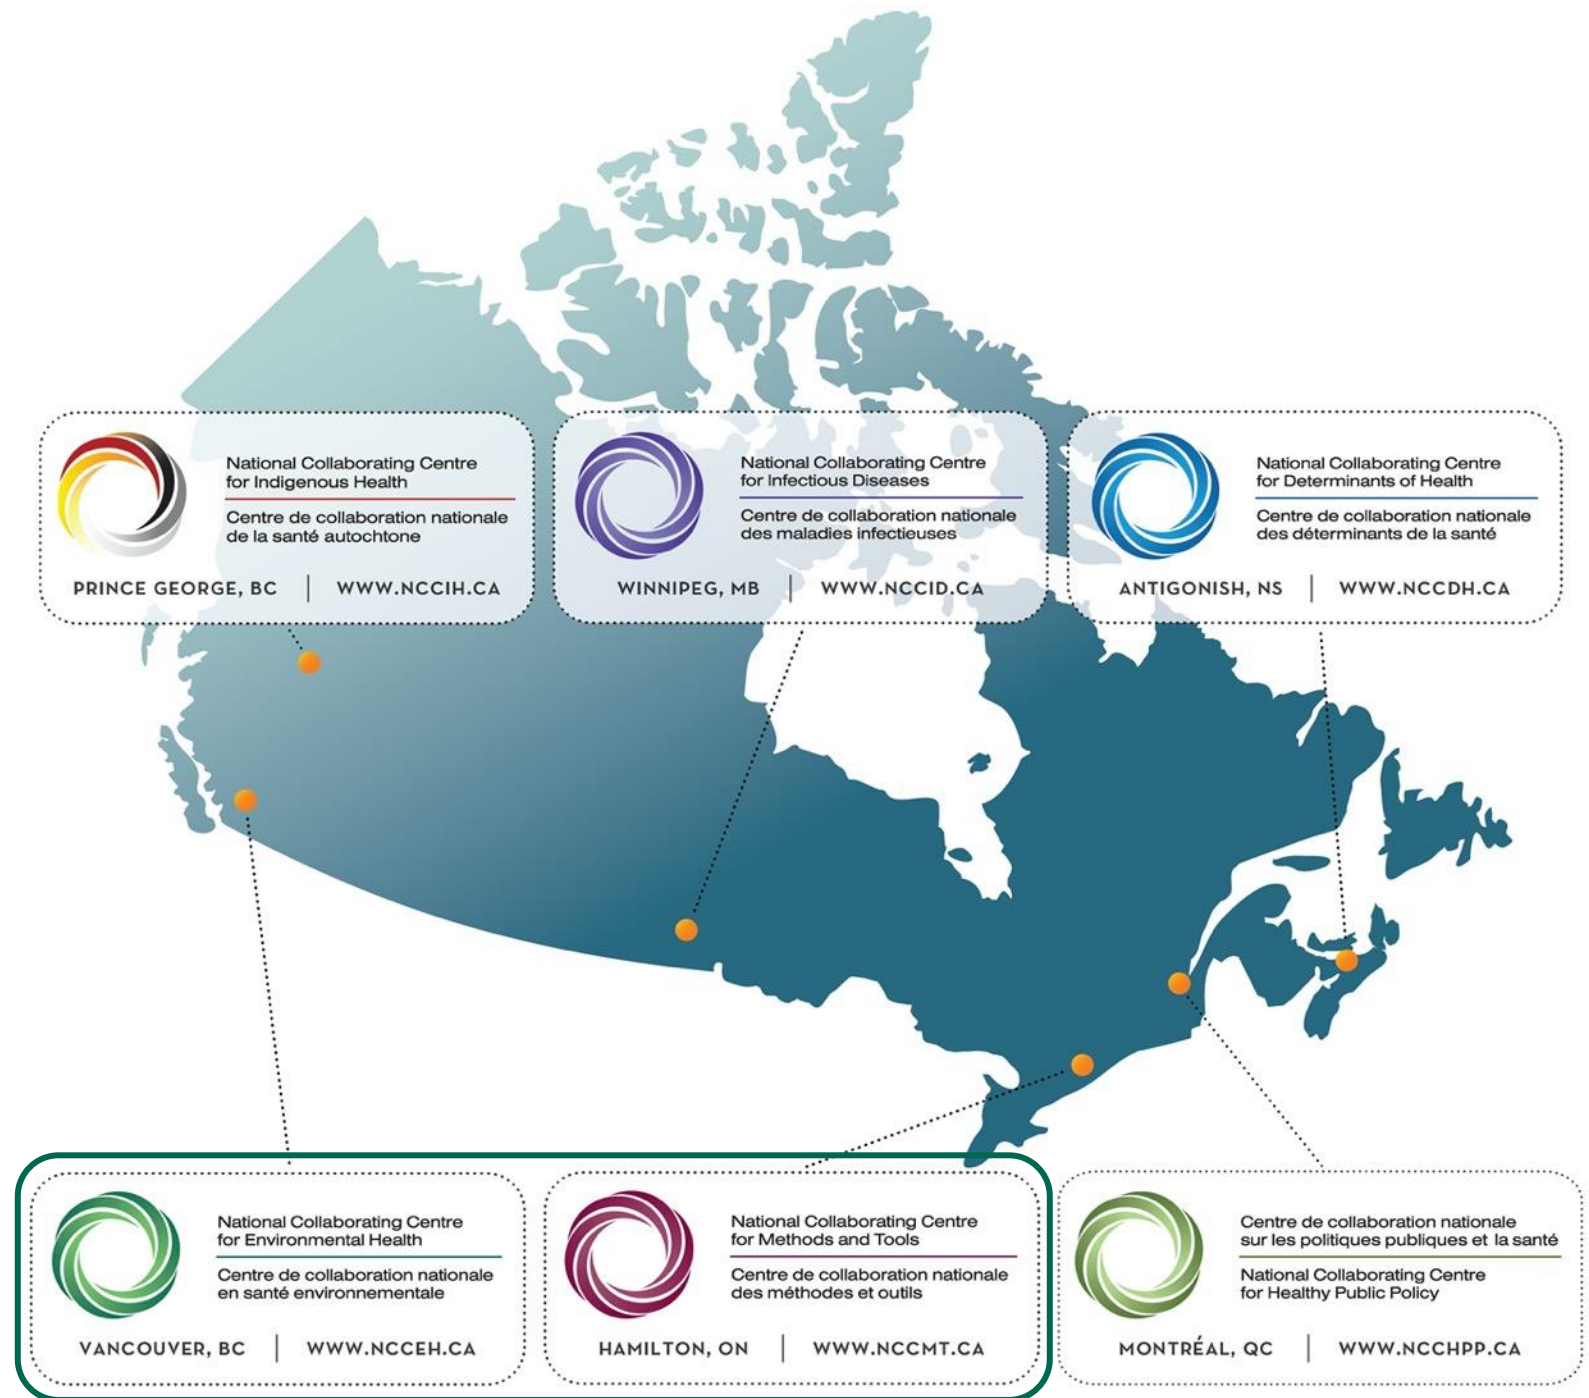 National Collaborating Centre
for Indigenous Health
Centre de collaboration nationale
de la santé autochtone
PRINCE GEORGE, BC | WWW.NCCIH.CA
National Collaborating Centre
for Infectious Diseases
Centre de collaboration nationale
des maladies infectieuses
WINNIPEG, MB | WWW.NCCID.CA
National Collaborating Centre
for Determinants of Health
Centre de collaboration nationale
des déterminants de la santé
ANTIGONISH, NS | WWW.NCCDH.CA
National Collaborating Centre
for Environmental Health
Centre de collaboration nationale
en santé environnementale
VANCOUVER, BC | WWW.NCCEH.CA
National Collaborating Centre
for Methods and Tools
Centre de collaboration nationale
des méthodes et outils
HAMILTON, ON | WWW.NCCMT.CA
Centre de collaboration nationale
sur les politiques publiques et la santé
National Collaborating Centre
for Healthy Public Policy
MONTRÉAL, QC | WWW.NCCHPP.CA